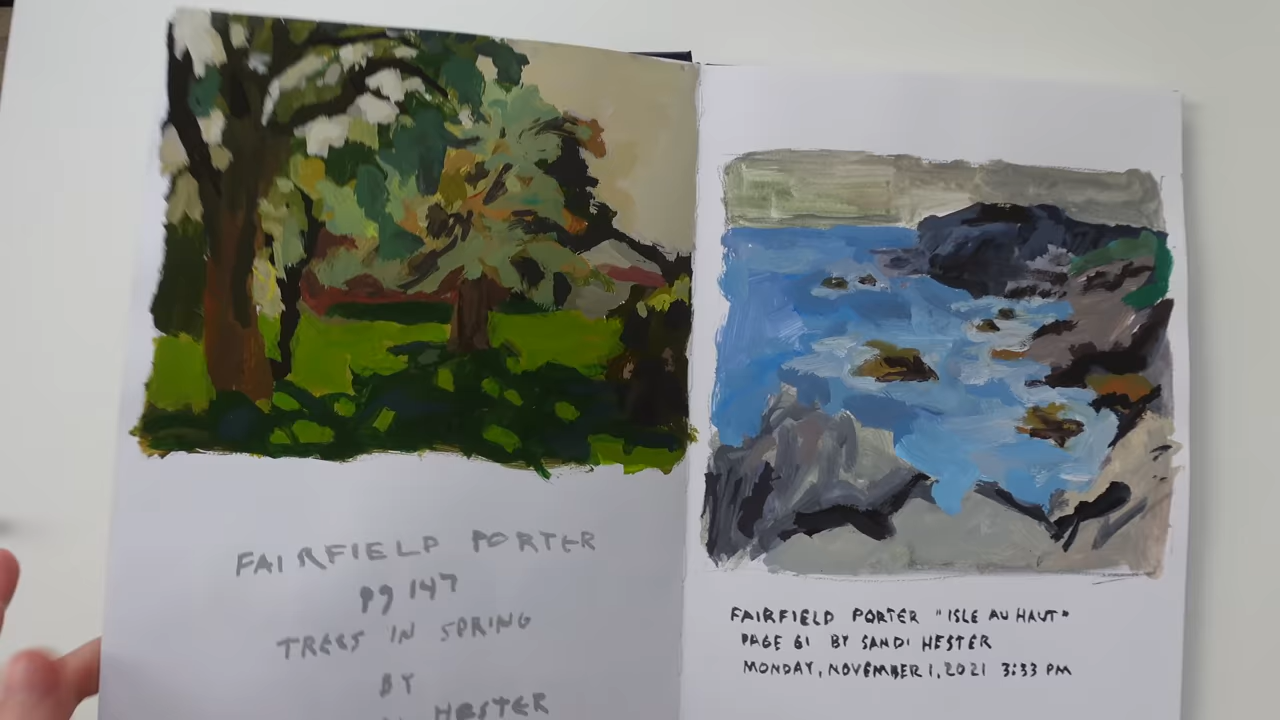 FAIRFIELD PORTER
pg 147
TREES IN SPRING
BY
HESTER
FAIRFIELD PORTER "ISLE AU HAUT"
PAGE 61 BY SANDI HESTER
MONDAY, NOVEMBER 1, 2021 3:33 PM